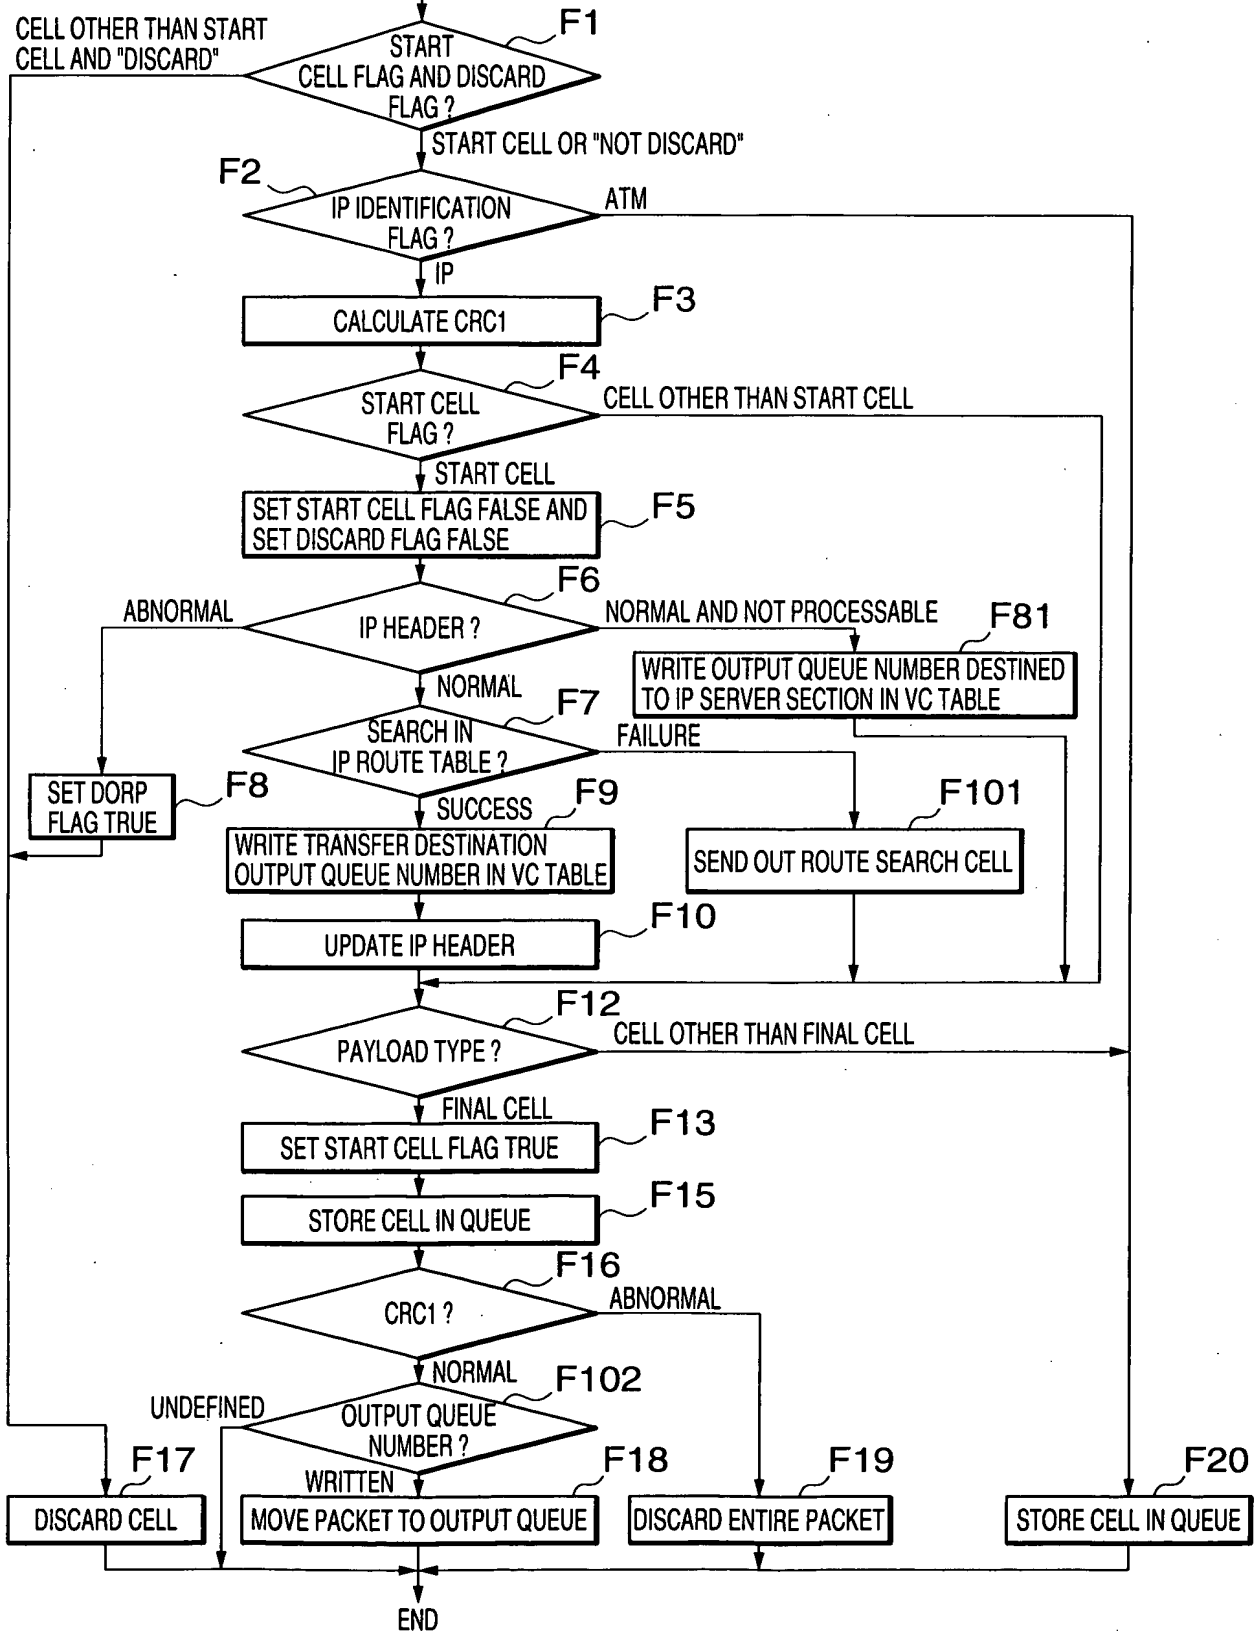 CELL OTHER THAN START
CELL AND "DISCARD"
F1
START
CELL FLAG AND DISCARD
FLAG ?
START CELL OR "NOT DISCARD"
F2
IP IDENTIFICATION
FLAG ?
ATM
IP
F3
CALCULATE CRC1
F4
START CELL
FLAG ?
CELL OTHER THAN START CELL
START CELL
F5
SET START CELL FLAG FALSE AND
SET DISCARD FLAG FALSE
F6
ABNORMAL
IP HEADER ?
NORMAL AND NOT PROCESSABLE
F81
WRITE OUTPUT QUEUE NUMBER DESTINED
TO IP SERVER SECTION IN VC TABLE
NORMAL
F7
SEARCH IN
IP ROUTE TABLE ?
FAILURE
F8
SET DORP
FLAG TRUE
SUCCESS
F9
WRITE TRANSFER DESTINATION
OUTPUT QUEUE NUMBER IN VC TABLE
F101
SEND OUT ROUTE SEARCH CELL
F10
UPDATE IP HEADER
F12
PAYLOAD TYPE ?
CELL OTHER THAN FINAL CELL
FINAL CELL
F13
SET START CELL FLAG TRUE
F15
STORE CELL IN QUEUE
F16
CRC1 ?
ABNORMAL
NORMAL
F102
UNDEFINED
OUTPUT QUEUE
NUMBER ?
WRITTEN
F17
DISCARD CELL
F18
MOVE PACKET TO OUTPUT QUEUE
F19
DISCARD ENTIRE PACKET
F20
STORE CELL IN QUEUE
END